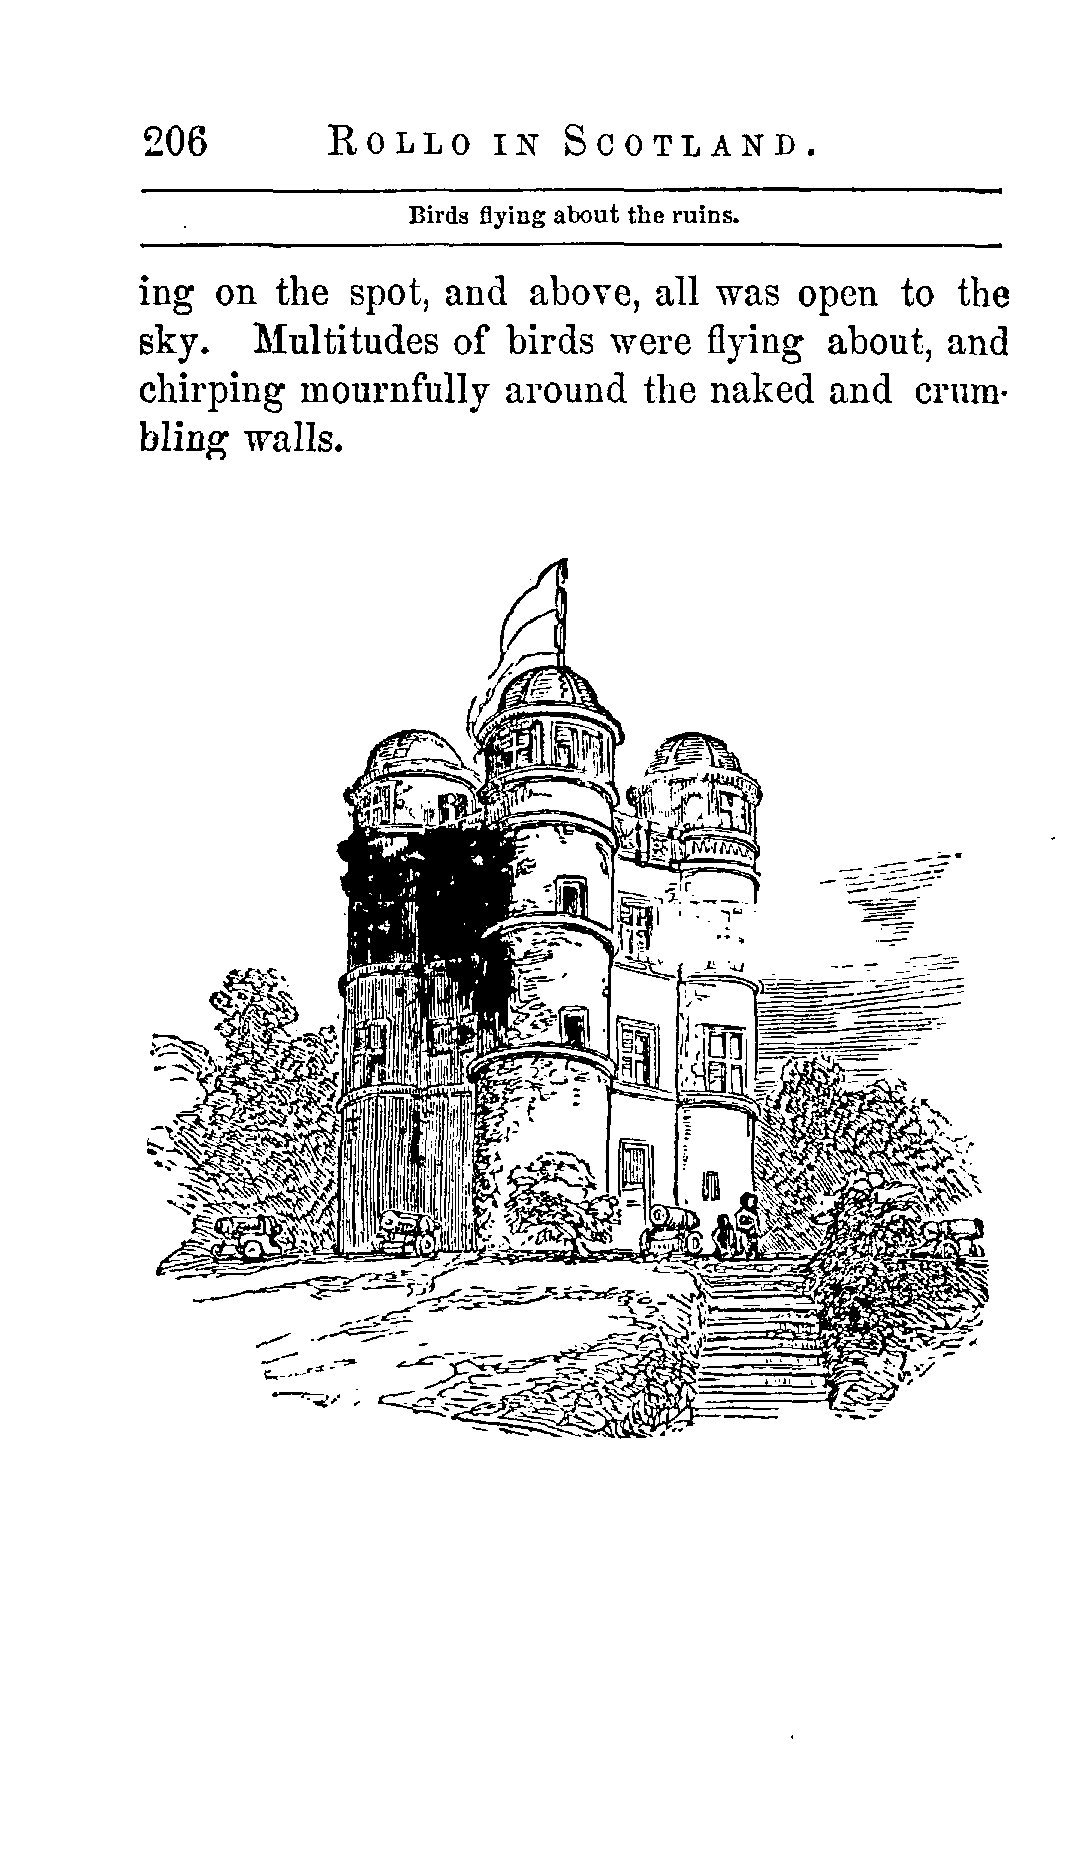 206 ROLLO IN SCOTLAND.
Birds flying about the ruins.
ing on the spot, and above, all was open to the
sky. Multitudes of birds were flying about, and
chirping mournfully around the naked and crum-
bling walls.